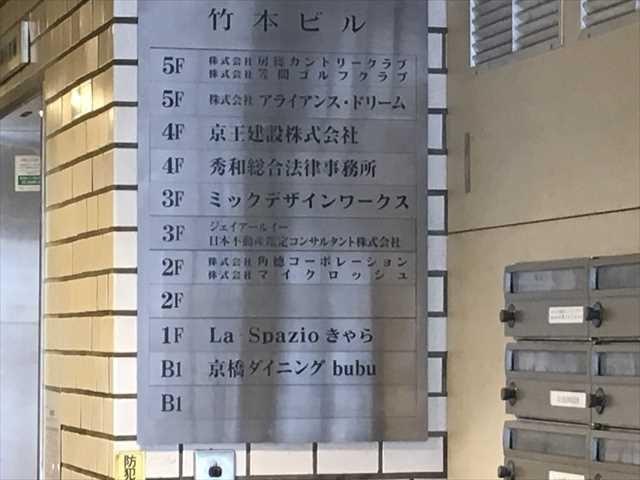 竹本ビル
5F 株式会社 房総カントリークラブ
株式会社 笠間ゴルフクラブ
5F 株式会社 アライアンス・ドリーム
4F 京王建設株式会社
4F 秀和総合法律事務所
3F ミックデザインワークス
3F ジェイアールイー
日本不動産鑑定コンサルタント株式会社
2F 株式会社 角徳コーポレーション
株式会社 マイクロッシュ
2F
1F La Spazio きゃら
B1 京橋ダイニング bubu
B1
防犯